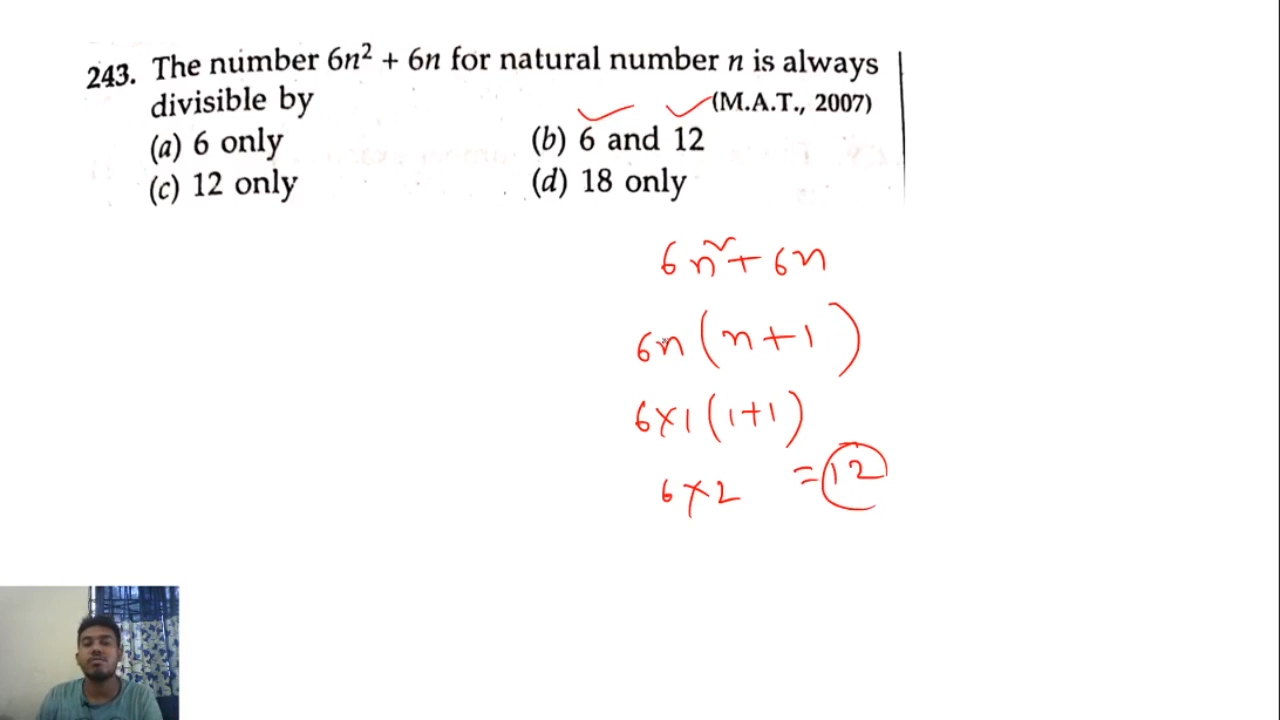 243. The number 6n² + 6n for natural number n is always
divisible by
(M.A.T., 2007)
(a) 6 only
(b) 6 and 12
(c) 12 only
(d) 18 only
6n² + 6n
6n (n + 1)
6 × 1 (1 + 1)
6 × 2 = 12